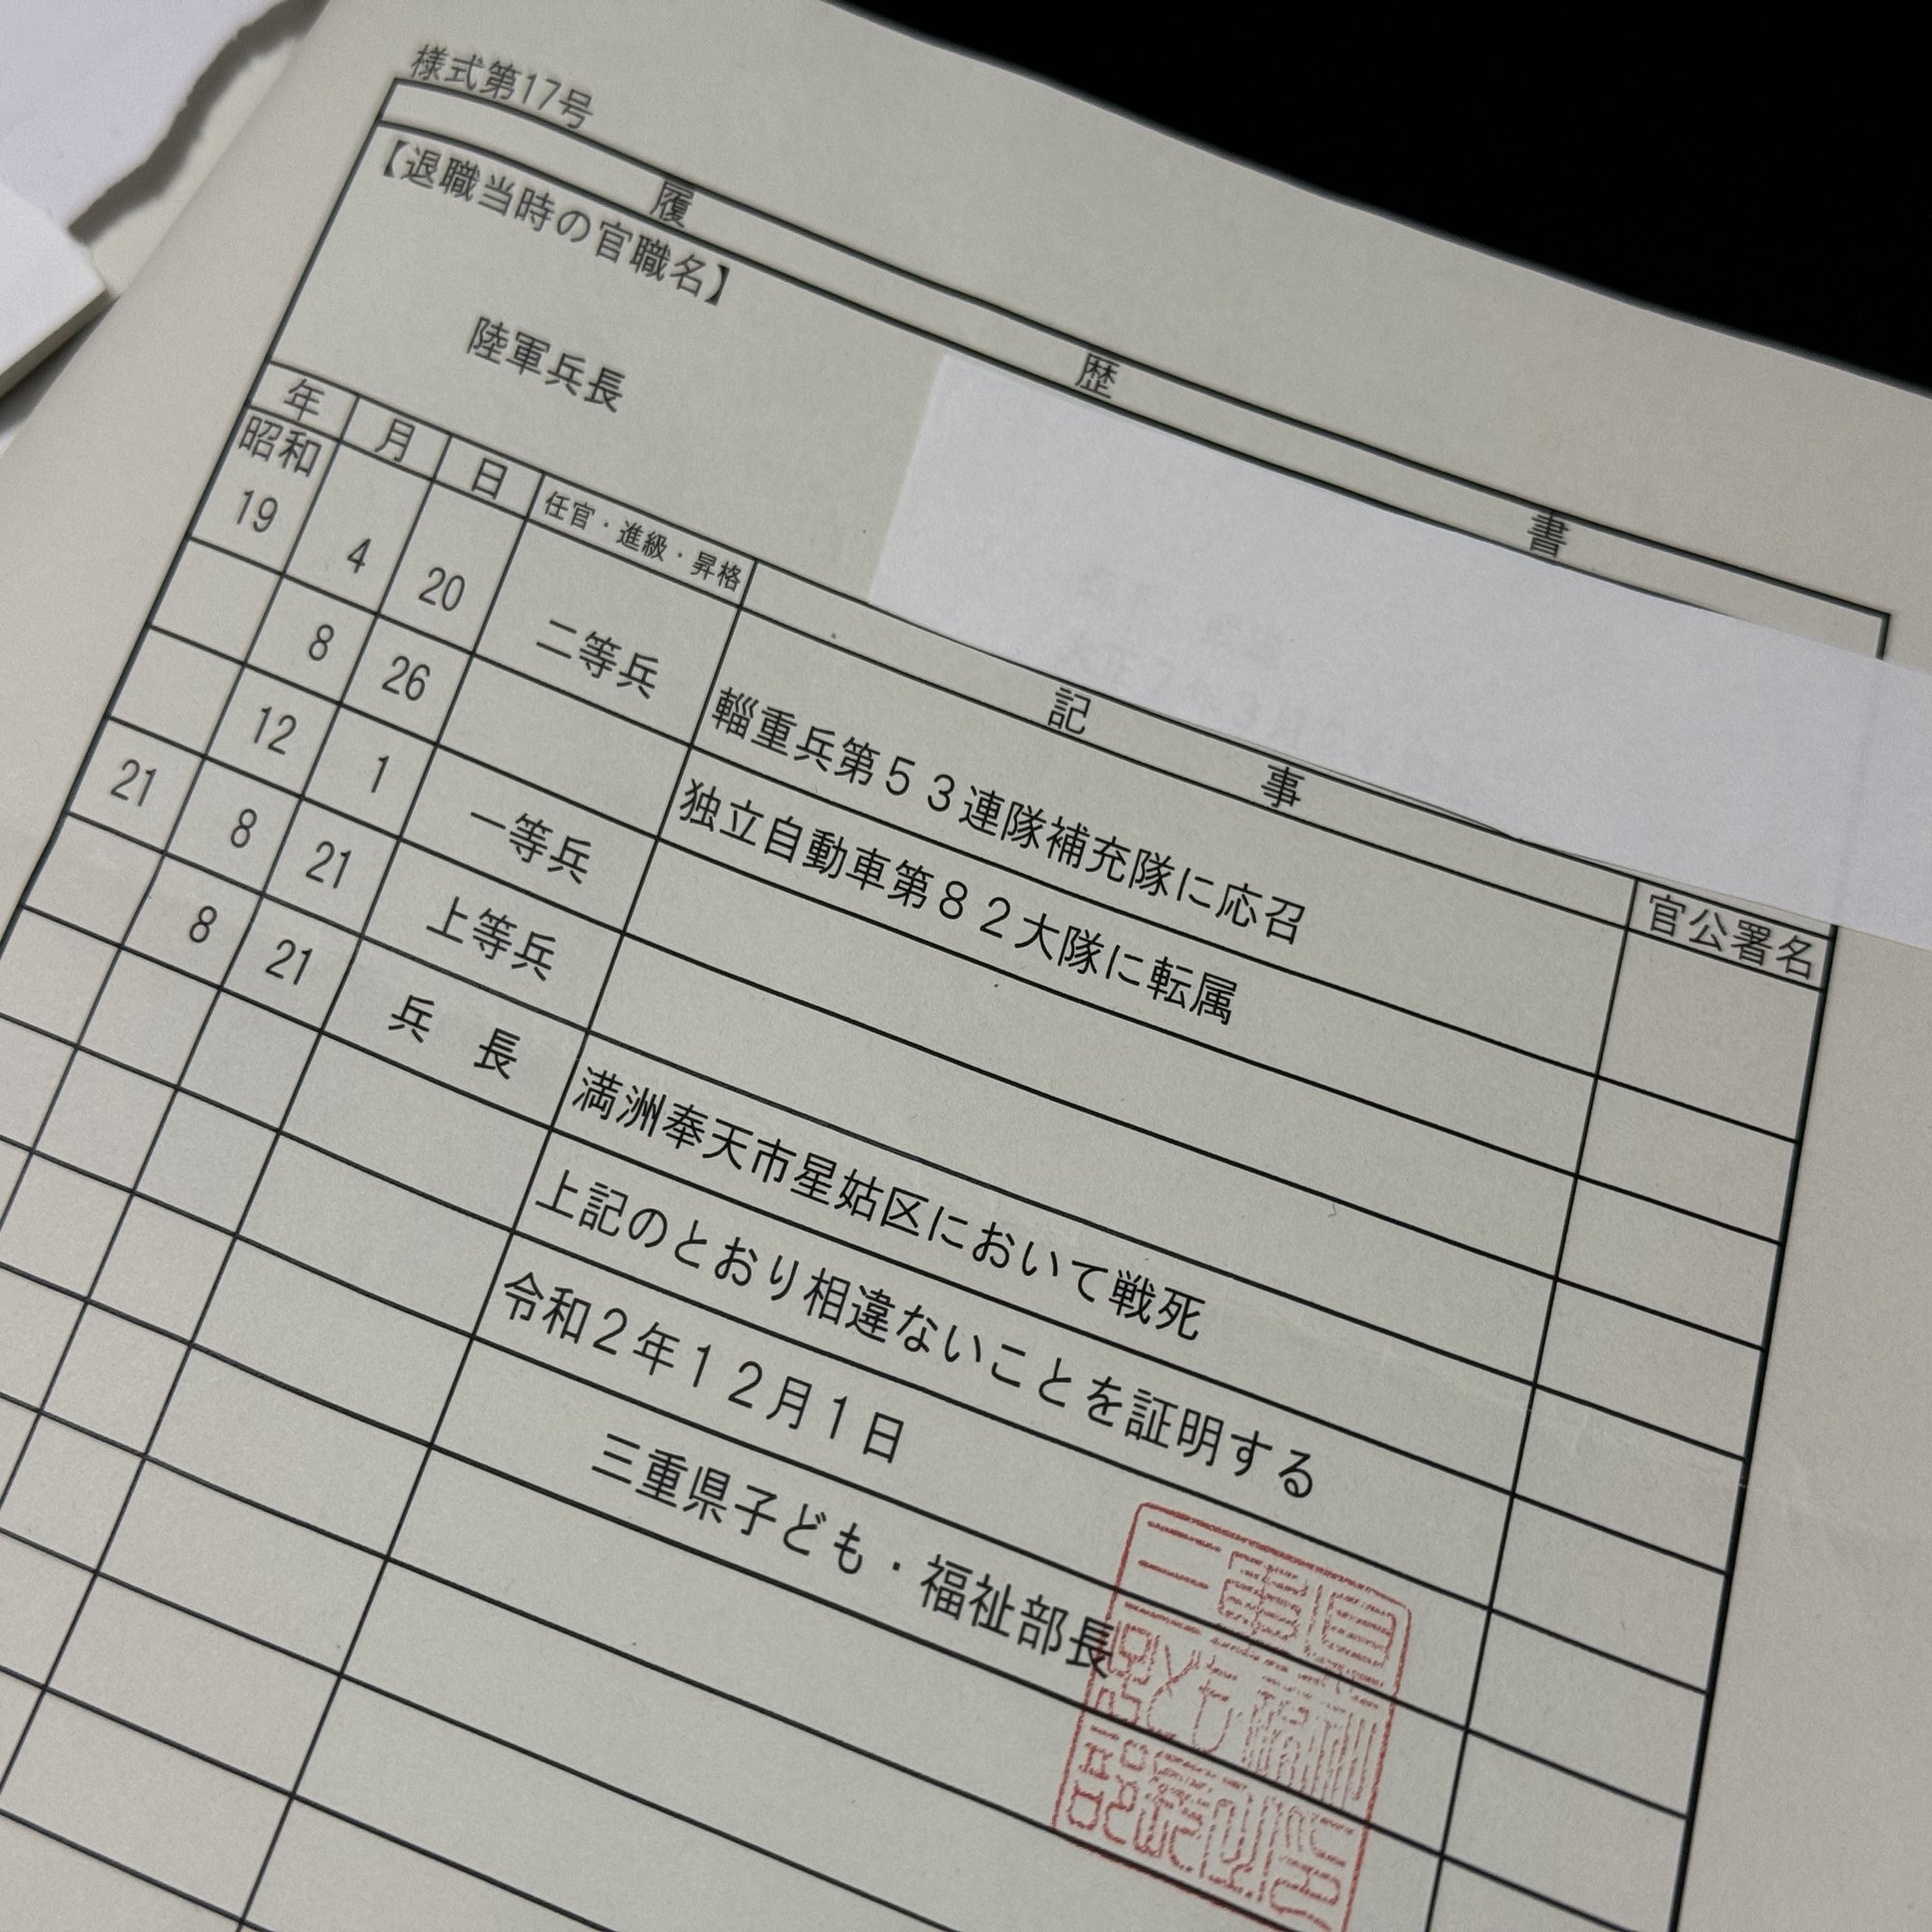 様式第17号
履 歴 書
【退職当時の官職名】
陸軍兵長
年 月 日 任官・進級・昇格 記 事 官公署名
昭和
19 4 20 二等兵 輜重兵第５３連隊補充隊に応召
8 26 独立自動車第８２大隊に転属
12 1 一等兵
21 8 21 上等兵
8 21 兵 長 満洲奉天市星姑区において戦死
上記のとおり相違ないことを証明する
令和２年１２月１日
三重県子ども・福祉部長